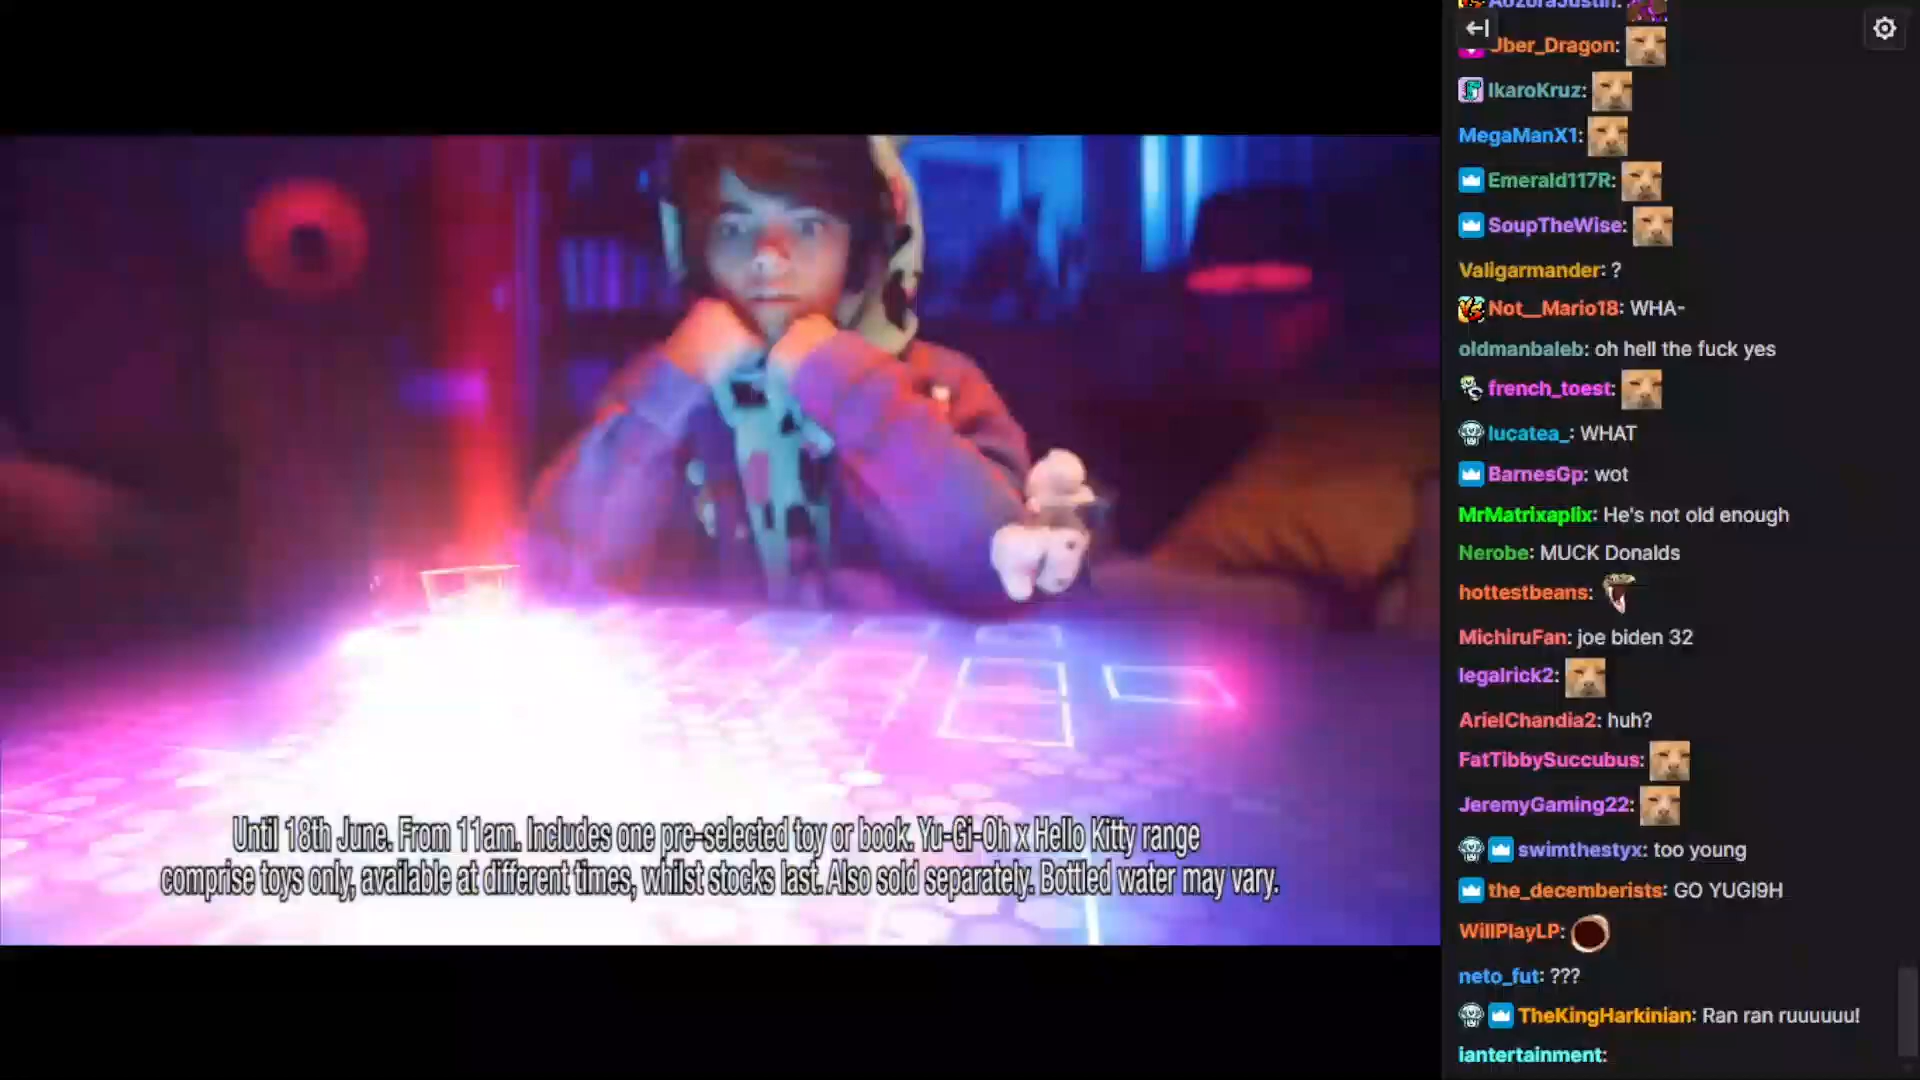 Until 18th June. From 11am. Includes one pre-selected toy or book. Yu-Gi-Oh x Hello Kitty range
comprise toys only, available at different times, whilst stocks last. Also sold separately. Bottled water may vary.
AozoraJustin:
Uber_Dragon:
IkaroKruz:
MegaManX1:
Emerald117R:
SoupTheWise:
Valigarmander: ?
Not__Mario18: WHA-
oldmanbaleb: oh hell the fuck yes
french_toest:
lucatea_: WHAT
BarnesGp: wot
MrMatrixaplix: He's not old enough
Nerobe: MUCK Donalds
hottestbeans:
MichiruFan: joe biden 32
legalrick2:
ArielChandia2: huh?
FatTibbySuccubus:
JeremyGaming22:
swimthestyx: too young
the_decemberists: GO YUGI9H
WillPlayLP:
neto_fut: ???
TheKingHarkinian: Ran ran ruuuuuu!
iantertainment: